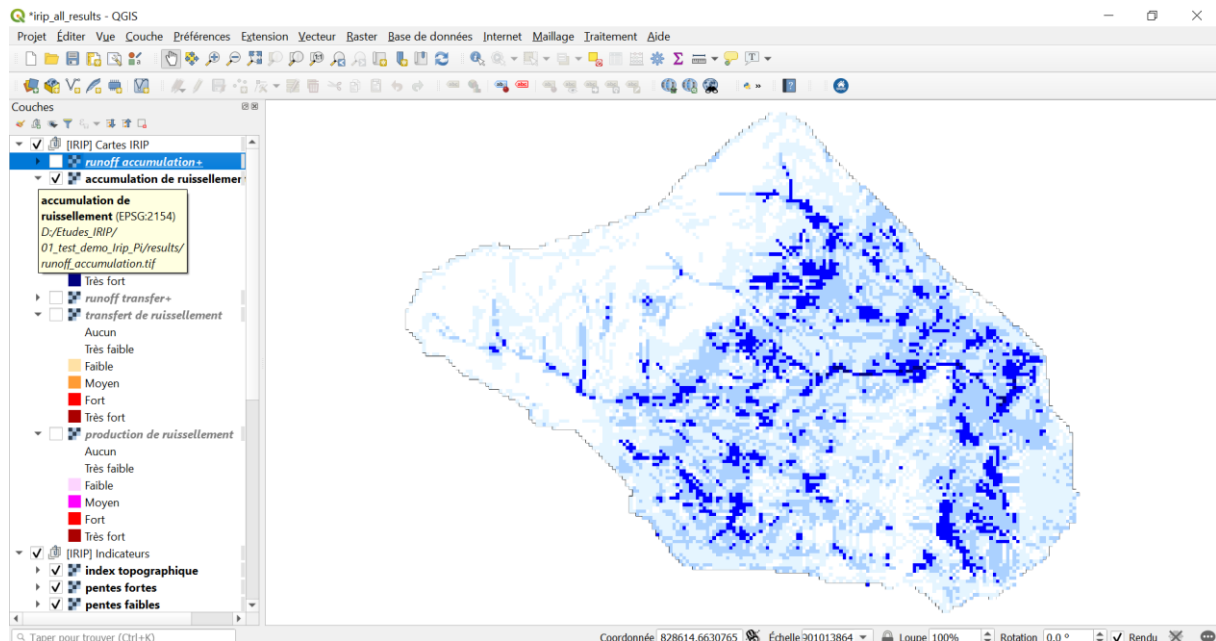 *irip_all_results - QGIS
Projet Éditer Vue Couche Préférences Extension Vecteur Raster Base de données Internet Maillage Traitement Aide
Couches
[IRIP] Cartes IRIP
runoff accumulation+
accumulation de ruissellemen
accumulation de
ruissellement (EPSG:2154)
D:/Etudes_IRIP/
01_test_demo_Irip_Pi/results/
runoff_accumulation.tif
Très fort
runoff transfer+
transfert de ruissellement
Aucun
Très faible
Faible
Moyen
Fort
Très fort
production de ruissellement
Aucun
Très faible
Faible
Moyen
Fort
Très fort
[IRIP] Indicateurs
index topographique
pentes fortes
pentes faibles
Taper pour trouver (Ctrl+K)
Coordonnée 828614.6630765 Échelle 901013864 Loupe 100% Rotation 0.0 ° Rendu